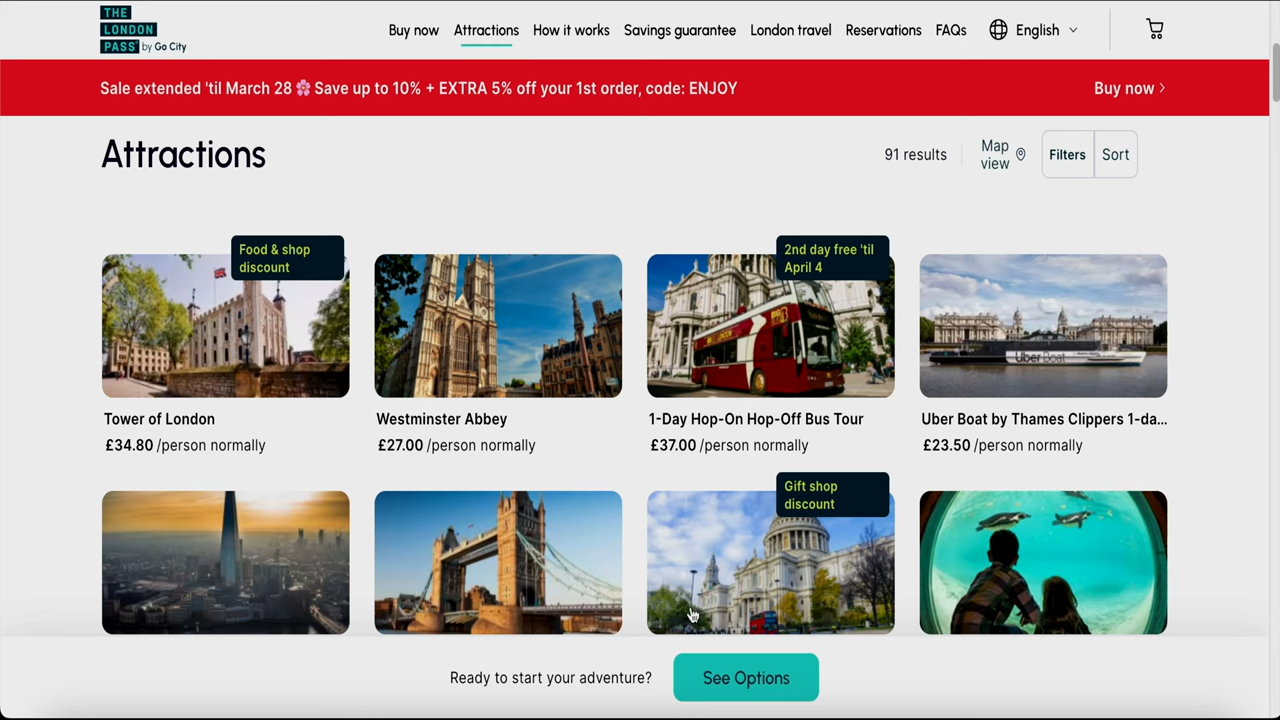 THE
LONDON
PASS® by Go City
Buy now Attractions How it works Savings guarantee London travel Reservations FAQs English
Sale extended 'til March 28 🌸 Save up to 10% + EXTRA 5% off your 1st order, code: ENJOY Buy now
Attractions
91 results
Map
view
Filters Sort
Food & shop
discount
2nd day free 'til
April 4
Uber Boat
Tower of London
£34.80 /person normally
Westminster Abbey
£27.00 /person normally
1-Day Hop-On Hop-Off Bus Tour
£37.00 /person normally
Uber Boat by Thames Clippers 1-da...
£23.50 /person normally
Gift shop
discount
Ready to start your adventure? See Options